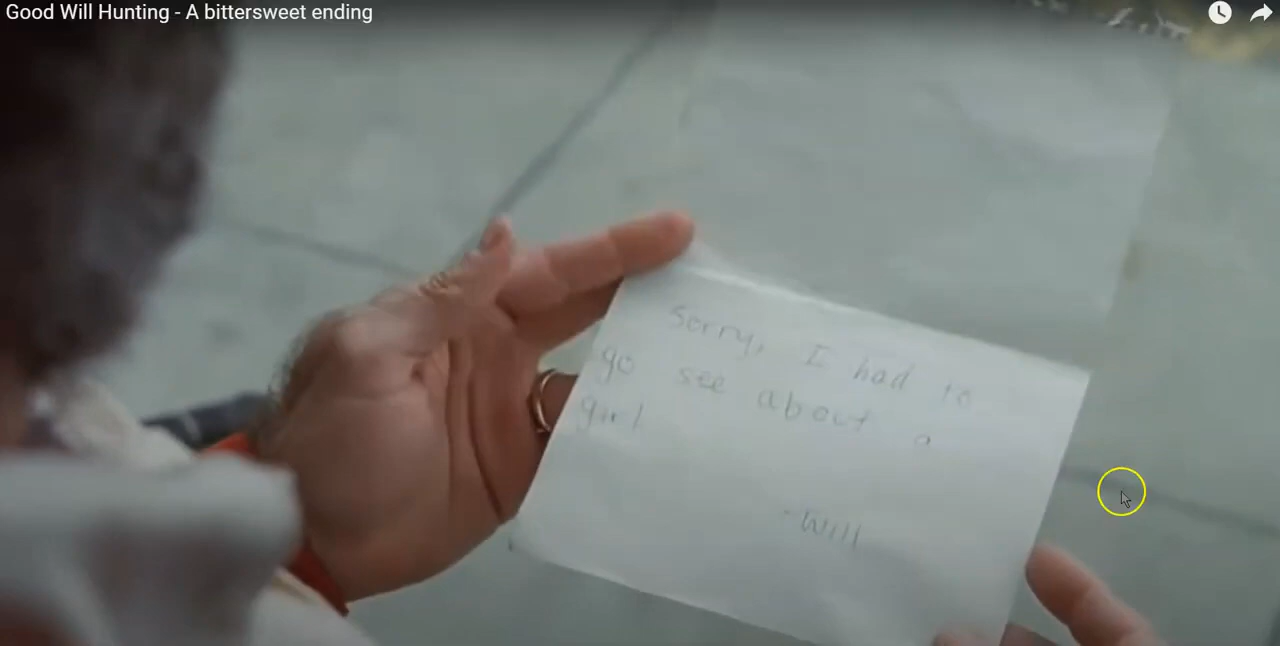 Good Will Hunting - A bittersweet ending
Sorry, I had to
go see about a
girl
-Will